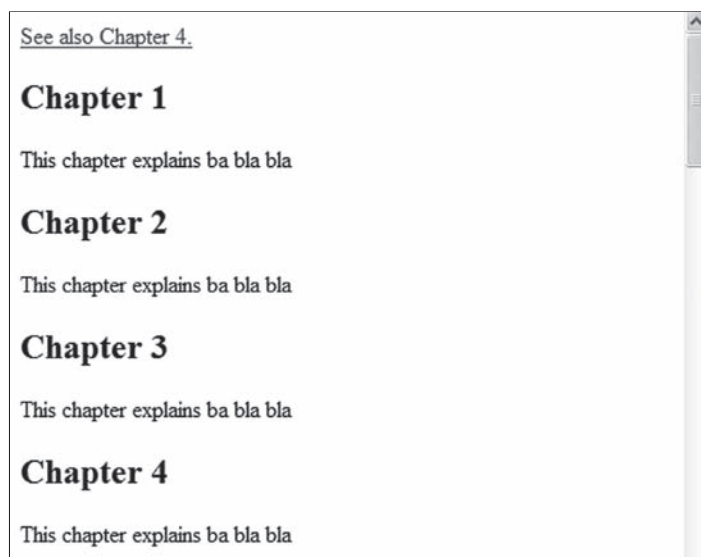 See also Chapter 4.
Chapter 1
This chapter explains ba bla bla
Chapter 2
This chapter explains ba bla bla
Chapter 3
This chapter explains ba bla bla
Chapter 4
This chapter explains ba bla bla